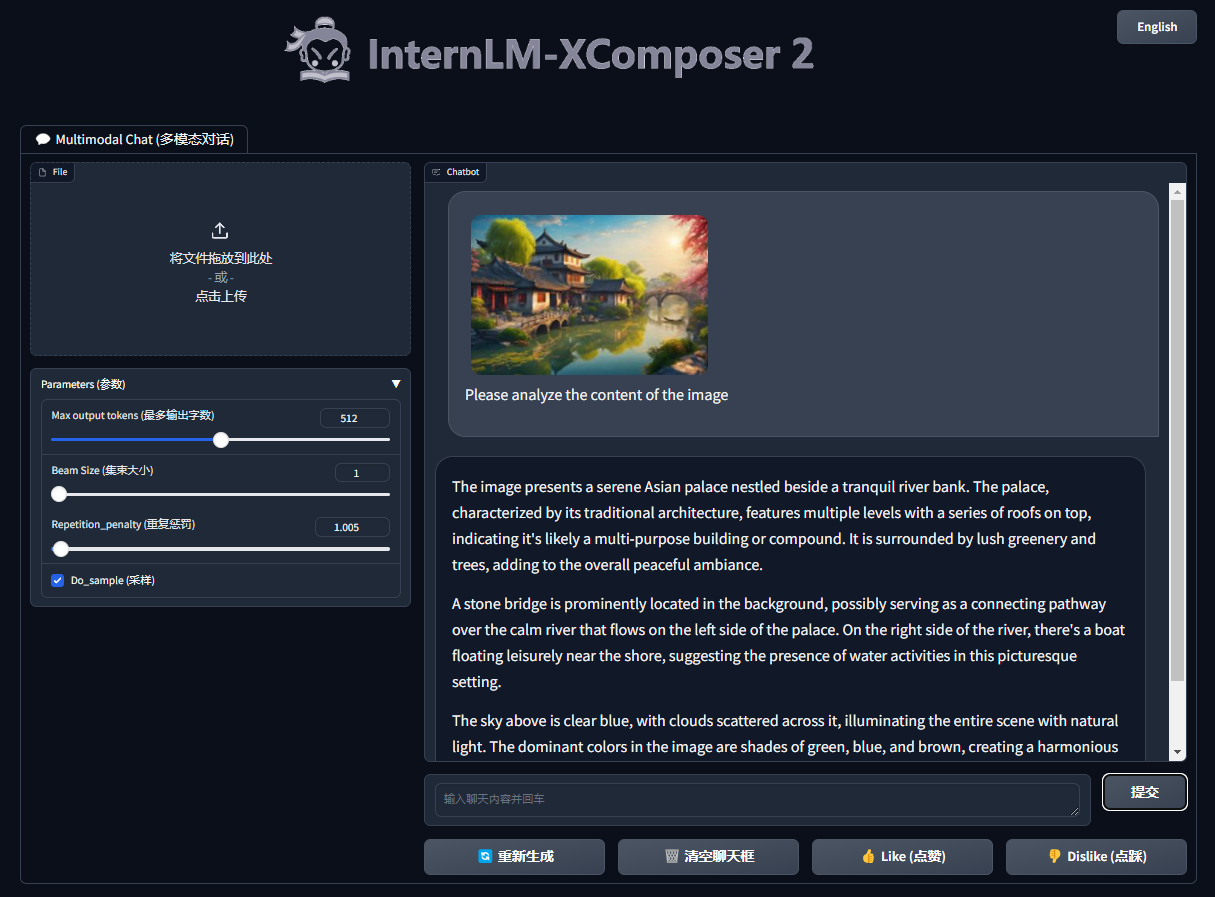 InternLM-XComposer 2
English
💬 Multimodal Chat (多模态对话)
File
将文件拖放到此处
- 或 -
点击上传
Parameters (参数)
▼
Max output tokens (最多输出字数)
512
Beam Size (集束大小)
1
Repetition_penalty (重复惩罚)
1.005
Do_sample (采样)
Chatbot
Please analyze the content of the image
The image presents a serene Asian palace nestled beside a tranquil river bank. The palace,
characterized by its traditional architecture, features multiple levels with a series of roofs on top,
indicating it's likely a multi-purpose building or compound. It is surrounded by lush greenery and
trees, adding to the overall peaceful ambiance.
A stone bridge is prominently located in the background, possibly serving as a connecting pathway
over the calm river that flows on the left side of the palace. On the right side of the river, there's a boat
floating leisurely near the shore, suggesting the presence of water activities in this picturesque
setting.
The sky above is clear blue, with clouds scattered across it, illuminating the entire scene with natural
light. The dominant colors in the image are shades of green, blue, and brown, creating a harmonious
输入聊天内容并回车
提交
🔄 重新生成
🗑️ 清空聊天框
👍 Like (点赞)
👎 Dislike (点踩)